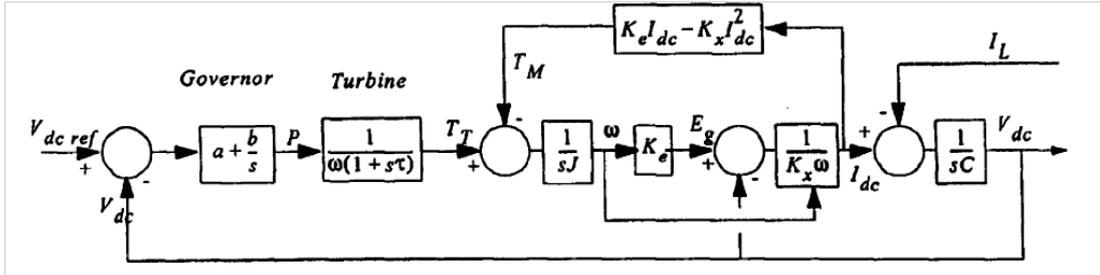 K_e I_dc - K_x I_dc^2
I_L
T_M
Governor
Turbine
V_dc ref
+
-
a + b/s
P
1/(ω(1+sτ))
T_T
+
-
1/(sJ)
ω
K_e
E_g
+
-
1/(K_x ω)
+
-
I_dc
1/(sC)
V_dc
V_dc